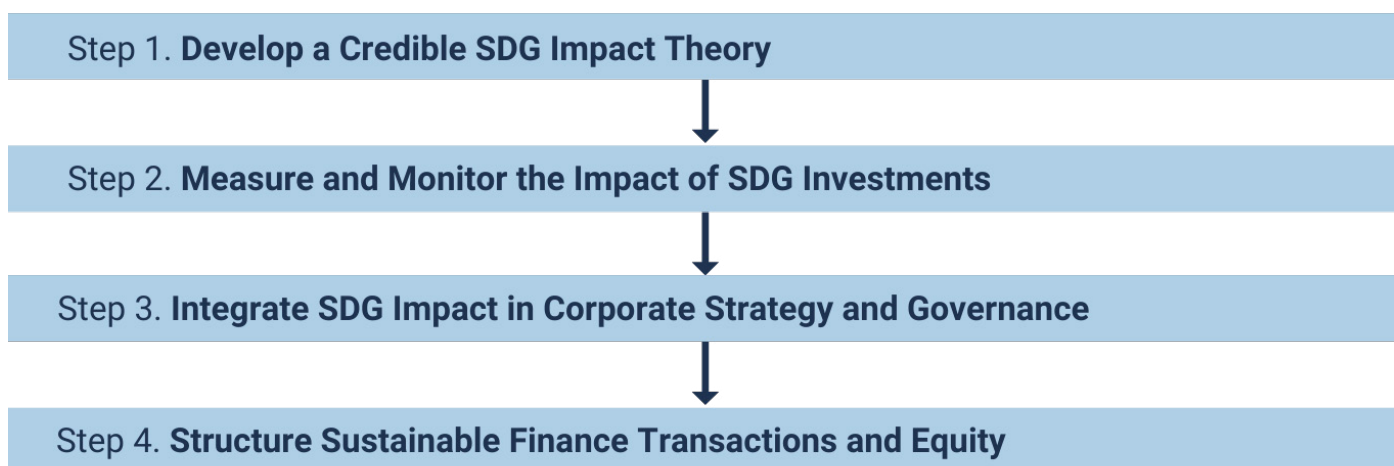 Step 1. Develop a Credible SDG Impact Theory
Step 2. Measure and Monitor the Impact of SDG Investments
Step 3. Integrate SDG Impact in Corporate Strategy and Governance
Step 4. Structure Sustainable Finance Transactions and Equity